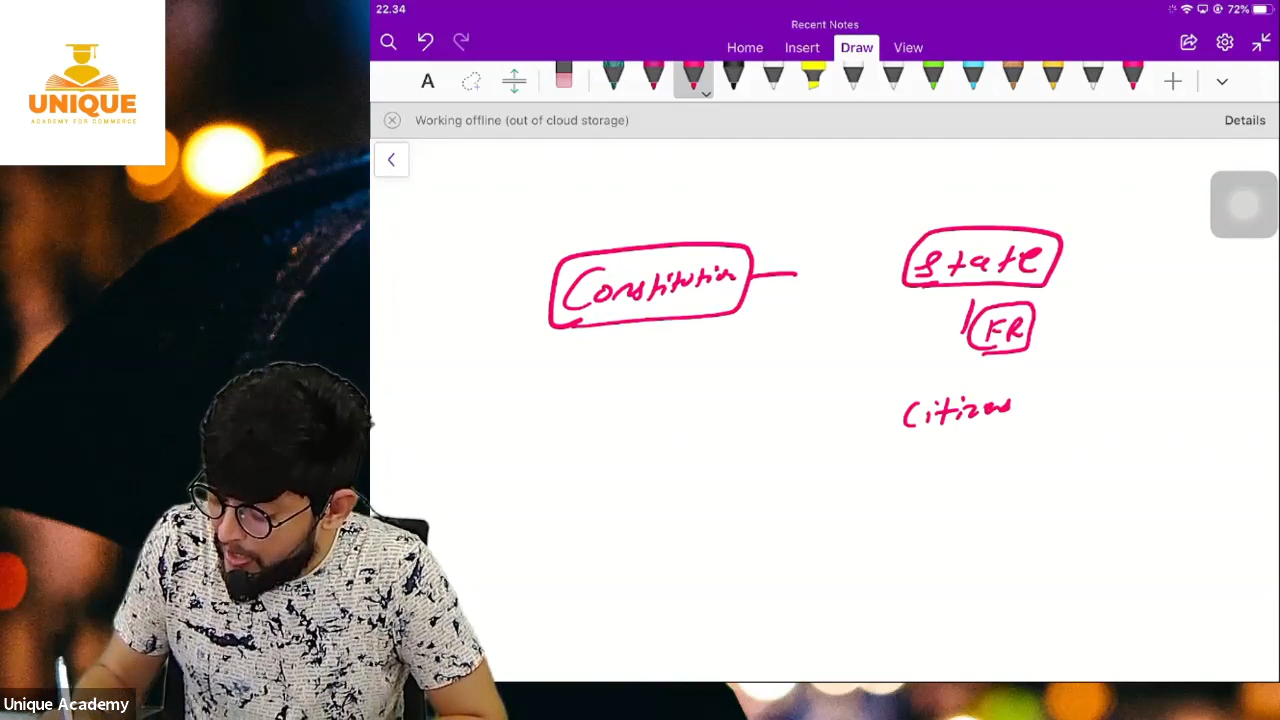 22.34
72%
Recent Notes
Home Insert Draw View
A
Working offline (out of cloud storage)
Details
UNIQUE
ACADEMY FOR COMMERCE
Constitution
State
FR
Citizens
Unique Academy